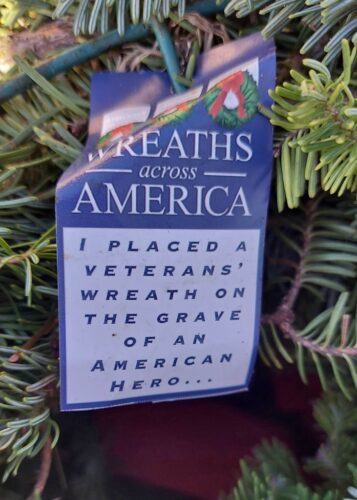 WREATHS
across
AMERICA
I PLACED A
VETERANS'
WREATH ON
THE GRAVE
OF AN
AMERICAN
HERO...